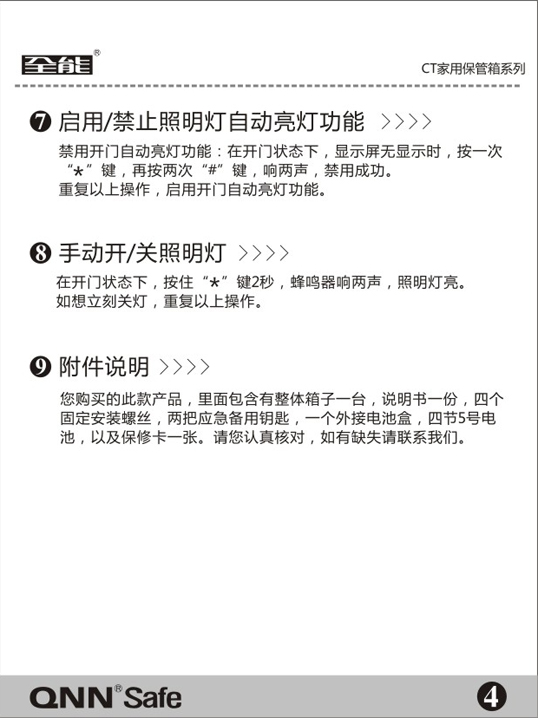 全能®
CT家用保管箱系列
❼ 启用/禁止照明灯自动亮灯功能 >>>>
禁用开门自动亮灯功能：在开门状态下，显示屏无显示时，按一次
“*”键，再按两次“#”键，响两声，禁用成功。
重复以上操作，启用开门自动亮灯功能。
❽ 手动开/关照明灯 >>>>
在开门状态下，按住“*”键2秒，蜂鸣器响两声，照明灯亮。
如想立刻关灯，重复以上操作。
❾ 附件说明 >>>>
您购买的此款产品，里面包含有整体箱子一台，说明书一份，四个
固定安装螺丝，两把应急备用钥匙，一个外接电池盒，四节5号电
池，以及保修卡一张。请您认真核对，如有缺失请联系我们。
QNN® Safe
❹